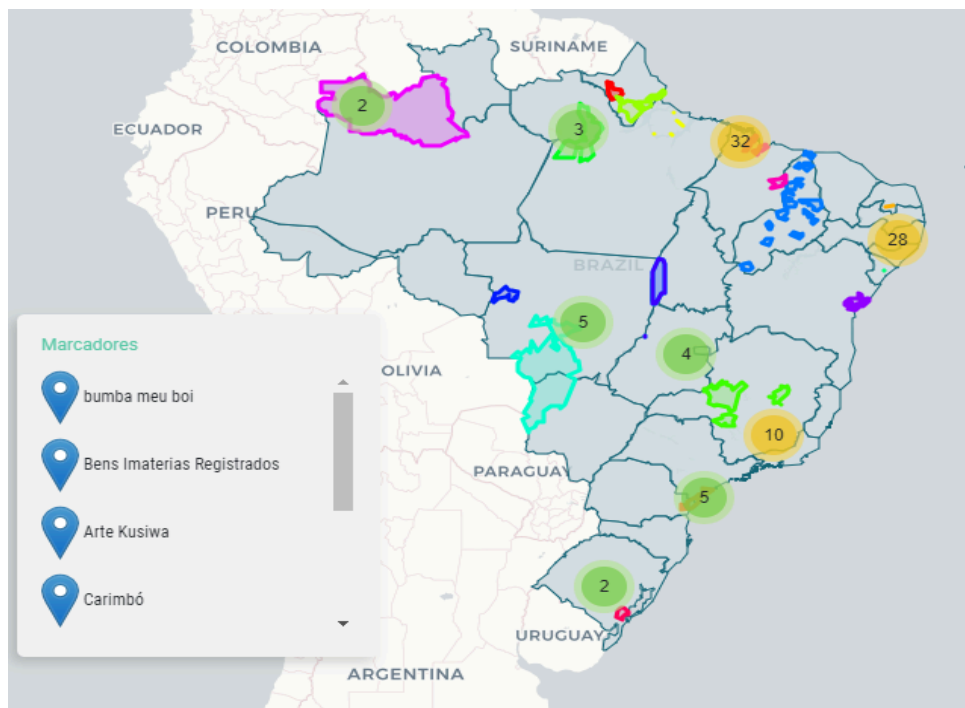 COLOMBIA
SURINAME
2
ECUADOR
3
32
PERU
28
BRAZIL
5
Marcadores
4
OLIVIA
bumba meu boi
10
Bens Imaterias Registrados
PARAGUAY
5
Arte Kusiwa
2
Carimbó
URUGUAY
ARGENTINA